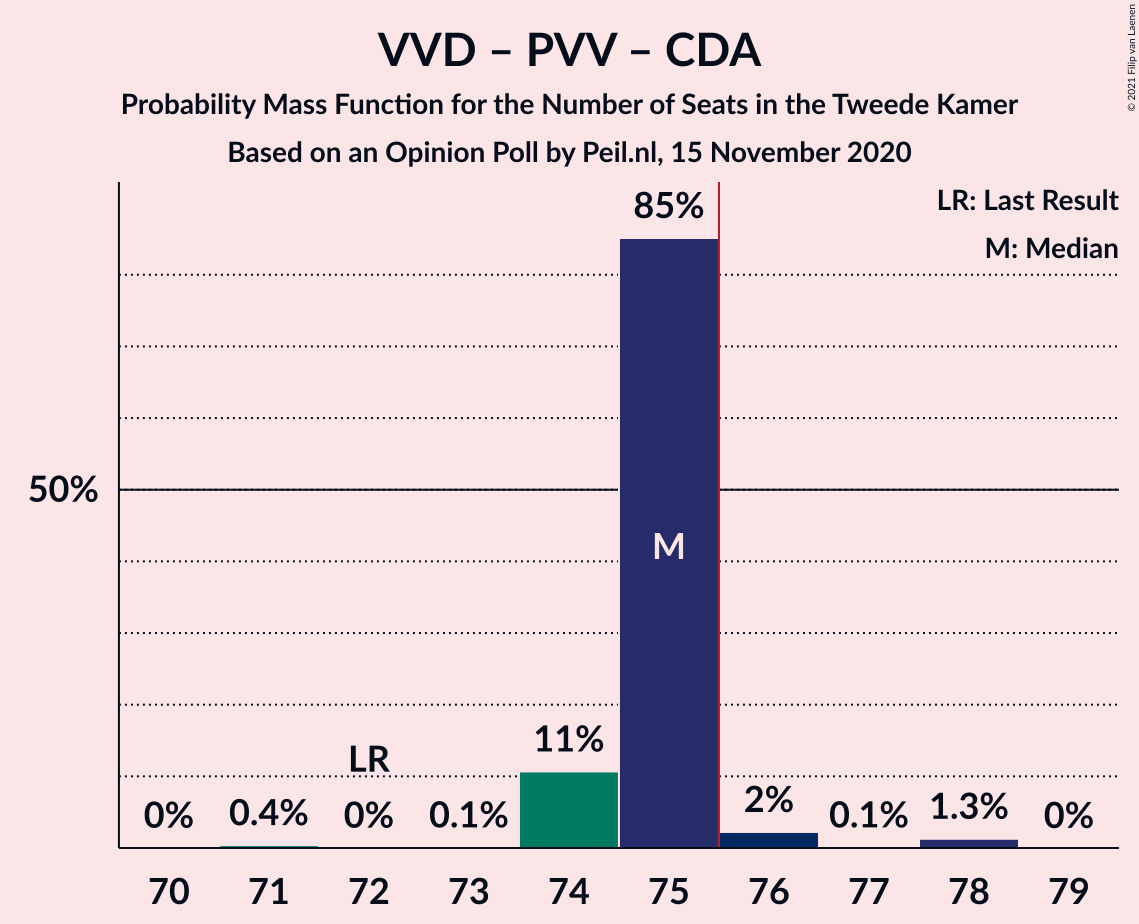 VVD – PVV – CDA
Probability Mass Function for the Number of Seats in the Tweede Kamer
Based on an Opinion Poll by Peil.nl, 15 November 2020
© 2021 Filip van Laenen
LR: Last Result
M: Median
85%
50%
M
11%
LR
0% 0.4% 0% 0.1% 2% 0.1% 1.3% 0%
70 71 72 73 74 75 76 77 78 79